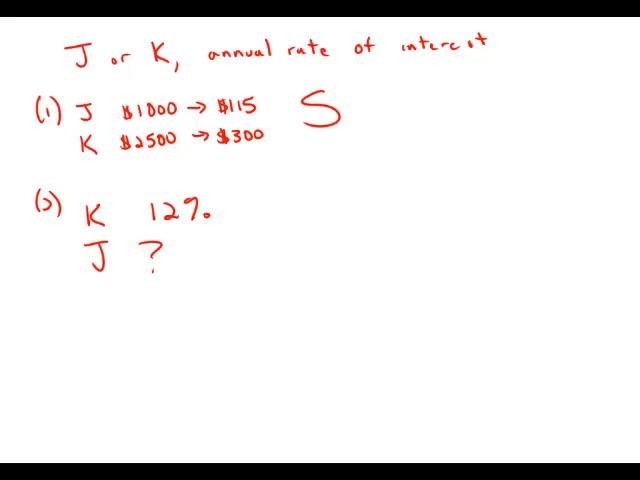 J or K, annual rate of interest
(1) J $1000 → $115 S
K $2500 → $300
(2) K 12%
J ?